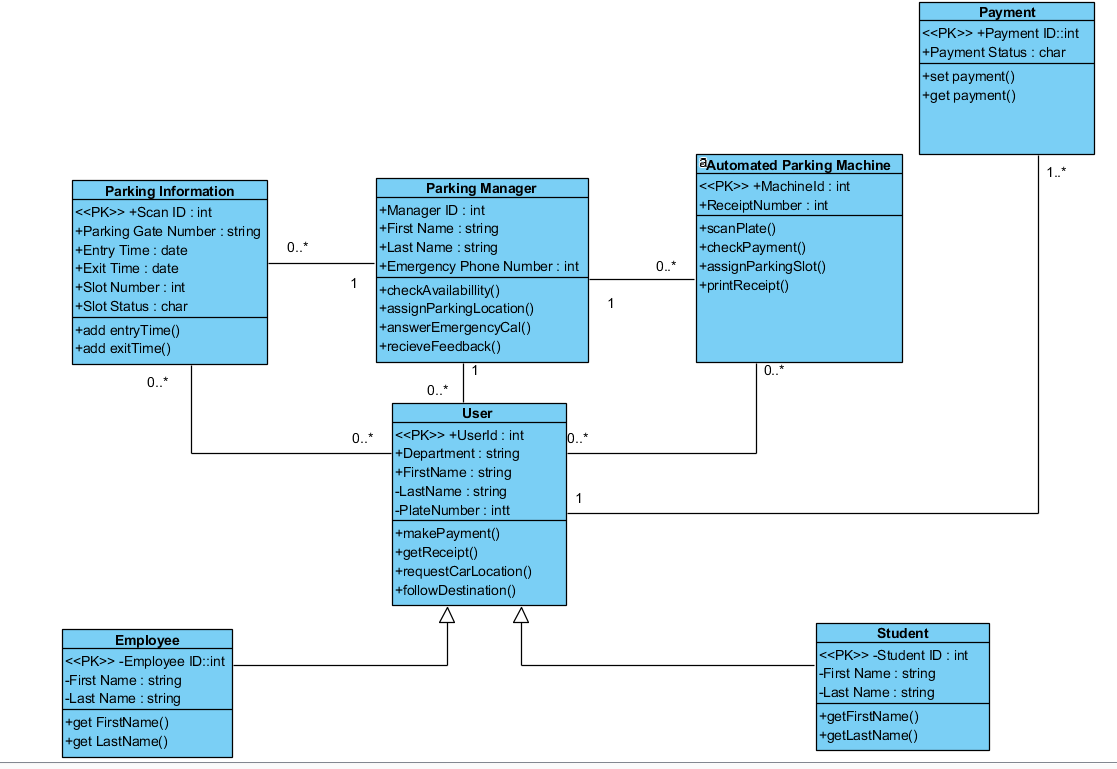 Payment
<<PK>> +Payment ID::int
+Payment Status : char
+set payment()
+get payment()
1..*
Parking Information
<<PK>> +Scan ID : int
+Parking Gate Number : string
+Entry Time : date
+Exit Time : date
+Slot Number : int
+Slot Status : char
+add entryTime()
+add exitTime()
0..*
0..*
1
Parking Manager
+Manager ID : int
+First Name : string
+Last Name : string
+Emergency Phone Number : int
+checkAvailabillity()
+assignParkingLocation()
+answerEmergencyCal()
+recieveFeedback()
0..*
1
1
0..*
a
Automated Parking Machine
<<PK>> +MachineId : int
+ReceiptNumber : int
+scanPlate()
+checkPayment()
+assignParkingSlot()
+printReceipt()
0..*
0..*
0..*
1
User
<<PK>> +UserId : int
+Department : string
+FirstName : string
-LastName : string
-PlateNumber : intt
+makePayment()
+getReceipt()
+requestCarLocation()
+followDestination()
Employee
<<PK>> -Employee ID::int
-First Name : string
-Last Name : string
+get FirstName()
+get LastName()
Student
<<PK>> -Student ID : int
-First Name : string
-Last Name : string
+getFirstName()
+getLastName()